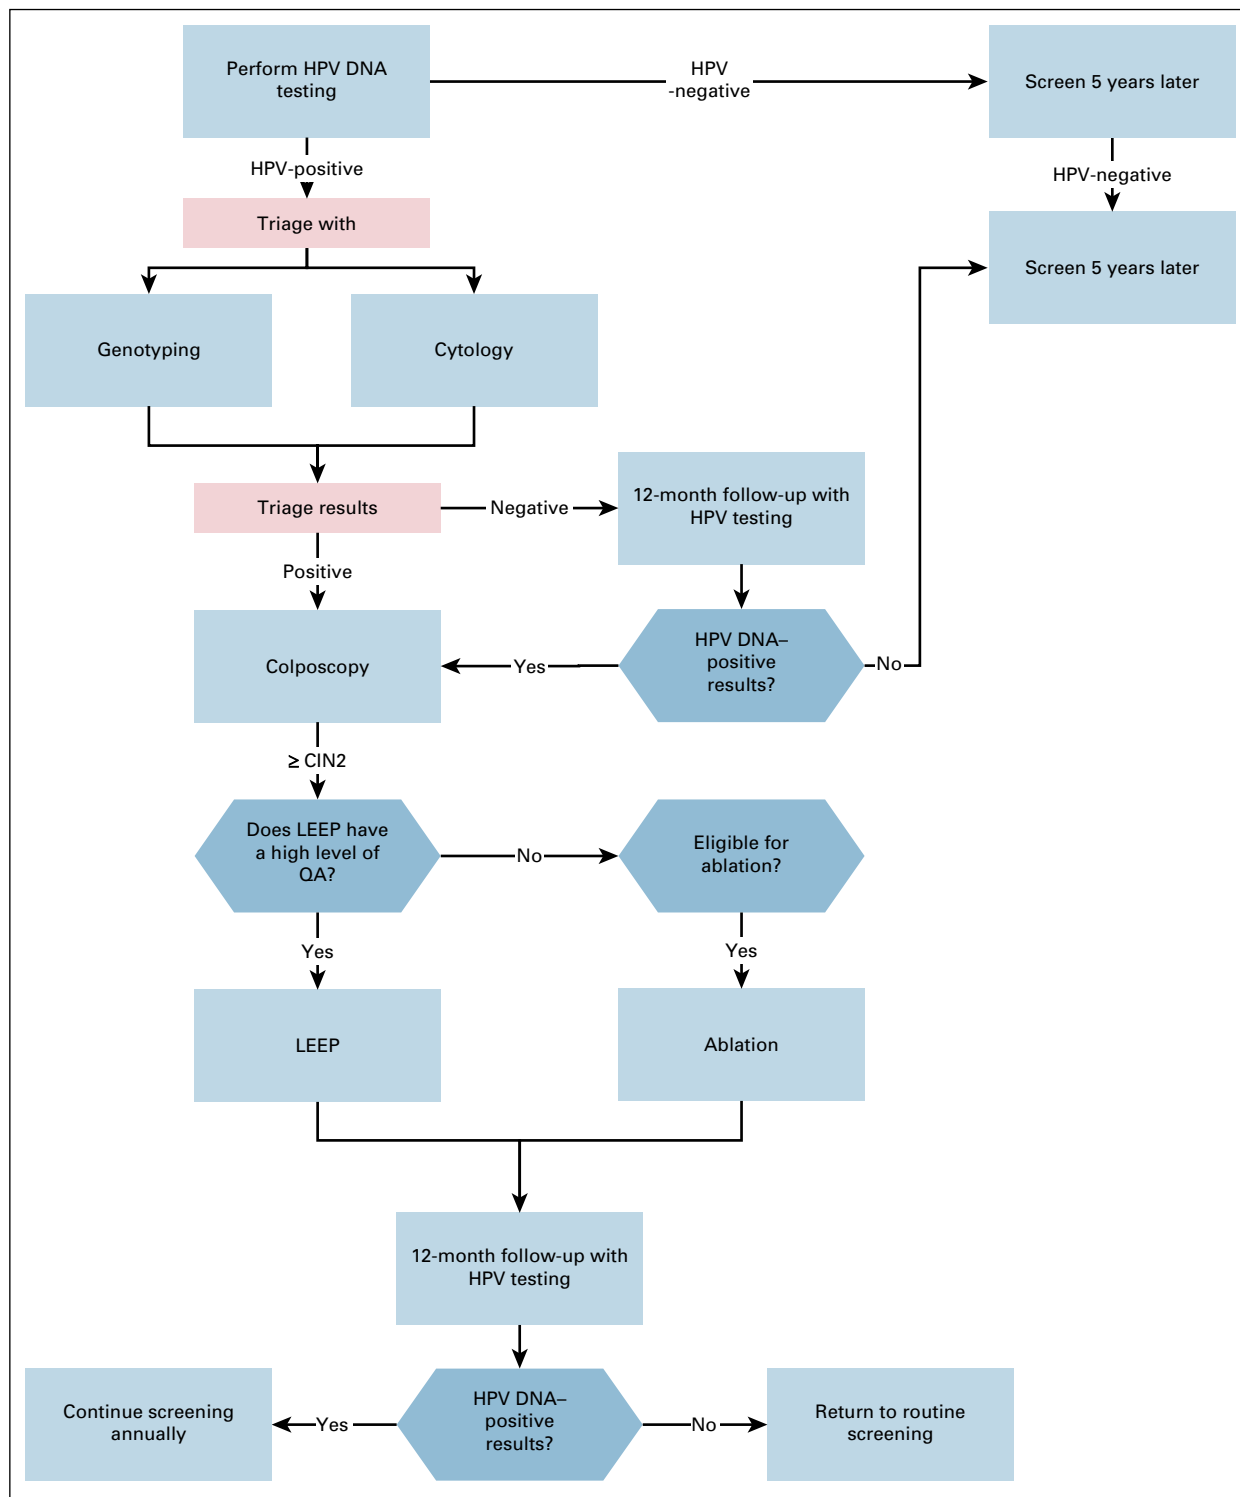 Perform HPV DNA
testing
HPV
-negative
Screen 5 years later
HPV-positive
HPV-negative
Triage with
Screen 5 years later
Genotyping
Cytology
Triage results
Negative
12-month follow-up with
HPV testing
Positive
Colposcopy
Yes
HPV DNA–
positive
results?
No
≥ CIN2
Does LEEP have
a high level of
QA?
No
Eligible for
ablation?
Yes
Yes
LEEP
Ablation
12-month follow-up with
HPV testing
Continue screening
annually
Yes
HPV DNA–
positive
results?
No
Return to routine
screening